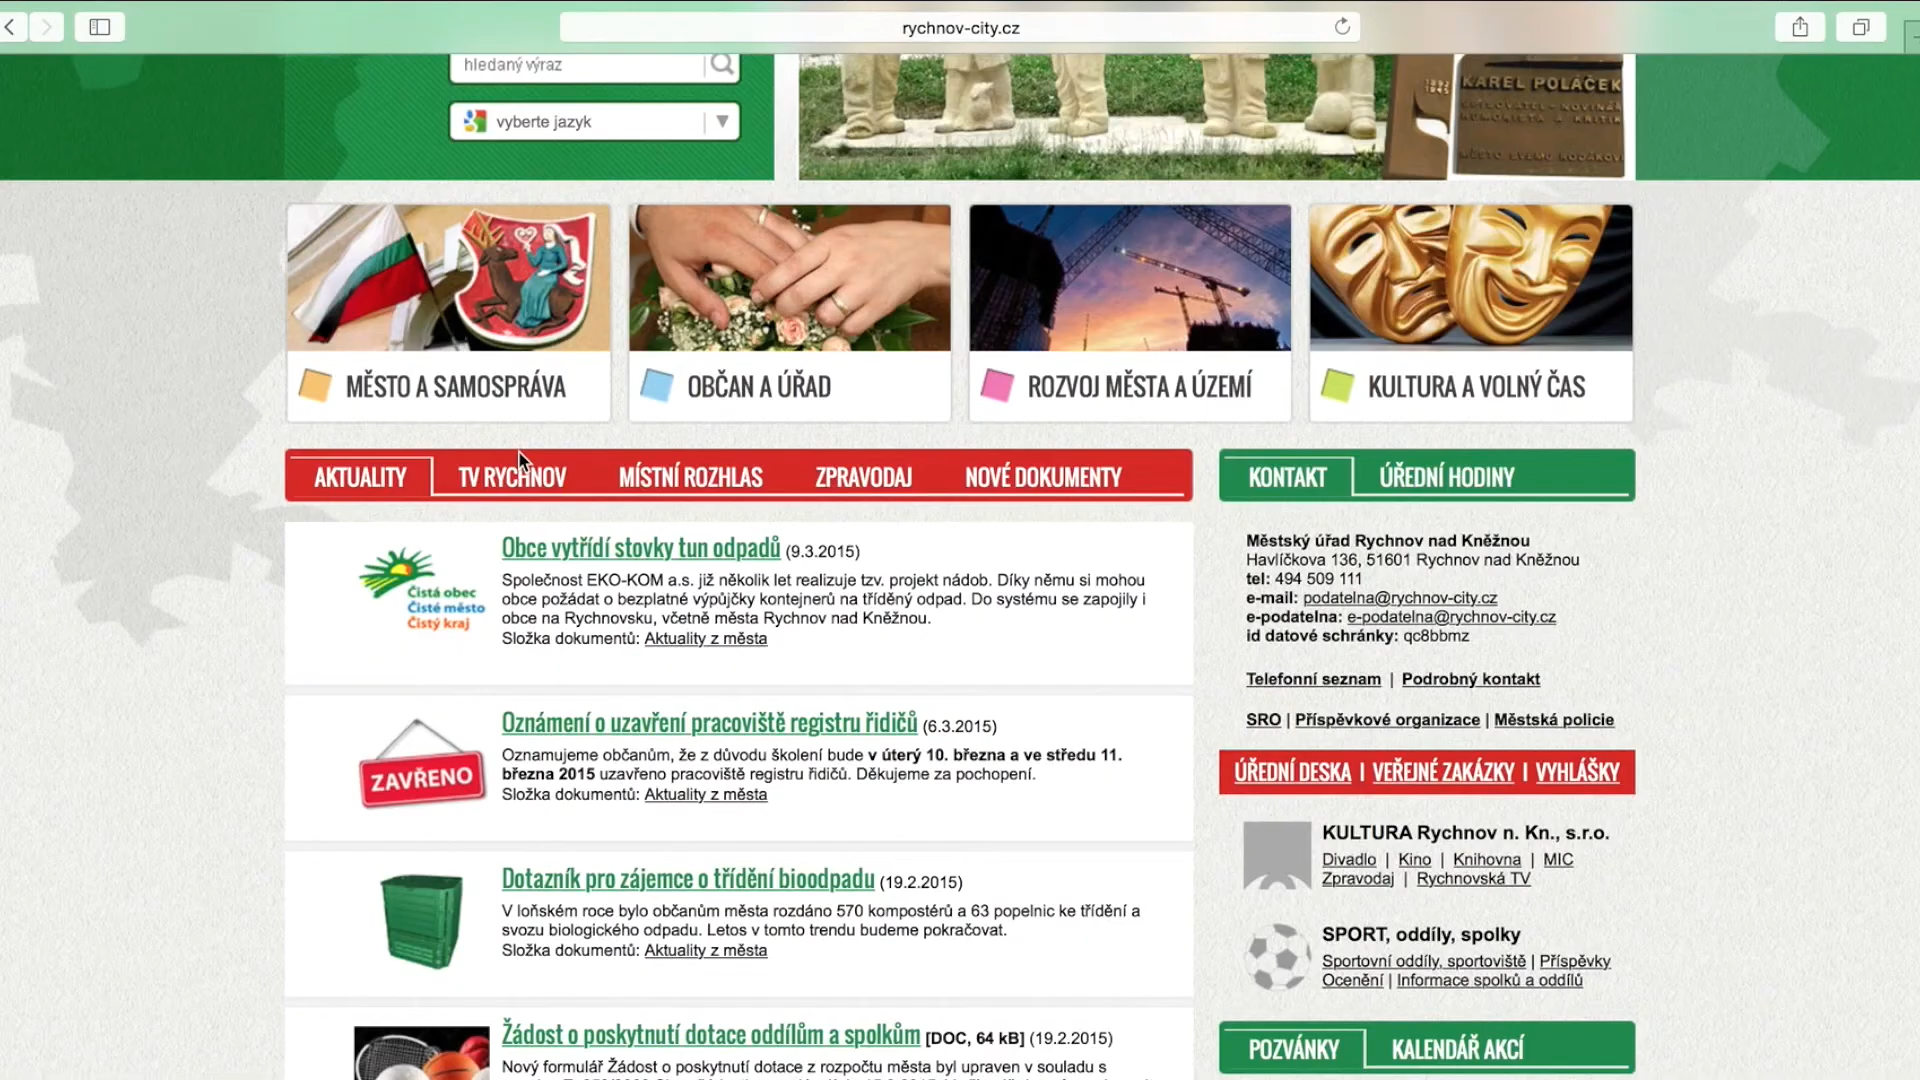 rychnov-city.cz
hledaný výraz
vyberte jazyk
KAREL POLÁČEK
MĚSTO A SAMOSPRÁVA
OBČAN A ÚŘAD
ROZVOJ MĚSTA A ÚZEMÍ
KULTURA A VOLNÝ ČAS
AKTUALITY TV RYCHNOV MÍSTNÍ ROZHLAS ZPRAVODAJ NOVÉ DOKUMENTY
Čistá obec
Čisté město
Čistý kraj
Obce vytřídí stovky tun odpadů (9.3.2015)
Společnost EKO-KOM a.s. již několik let realizuje tzv. projekt nádob. Díky němu si mohou
obce požádat o bezplatné výpůjčky kontejnerů na tříděný odpad. Do systému se zapojily i
obce na Rychnovsku, včetně města Rychnov nad Kněžnou.
Složka dokumentů: Aktuality z města
ZAVŘENO
Oznámení o uzavření pracoviště registru řidičů (6.3.2015)
Oznamujeme občanům, že z důvodu školení bude v úterý 10. března a ve středu 11.
března 2015 uzavřeno pracoviště registru řidičů. Děkujeme za pochopení.
Složka dokumentů: Aktuality z města
Dotazník pro zájemce o třídění bioodpadu (19.2.2015)
V loňském roce bylo občanům města rozdáno 570 kompostérů a 63 popelnic ke třídění a
svozu biologického odpadu. Letos v tomto trendu budeme pokračovat.
Složka dokumentů: Aktuality z města
Žádost o poskytnutí dotace oddílům a spolkům [DOC, 64 kB] (19.2.2015)
Nový formulář Žádost o poskytnutí dotace z rozpočtu města byl upraven v souladu s
KONTAKT ÚŘEDNÍ HODINY
Městský úřad Rychnov nad Kněžnou
Havlíčkova 136, 51601 Rychnov nad Kněžnou
tel: 494 509 111
e-mail: podatelna@rychnov-city.cz
e-podatelna: e-podatelna@rychnov-city.cz
id datové schránky: qc8bbmz
Telefonní seznam | Podrobný kontakt
SRO | Příspěvkové organizace | Městská policie
ÚŘEDNÍ DESKA I VEŘEJNÉ ZAKÁZKY I VYHLÁŠKY
KULTURA Rychnov n. Kn., s.r.o.
Divadlo | Kino | Knihovna | MIC
Zpravodaj | Rychnovská TV
SPORT, oddíly, spolky
Sportovní oddíly, sportoviště | Příspěvky
Ocenění | Informace spolků a oddílů
POZVÁNKY KALENDÁŘ AKCÍ